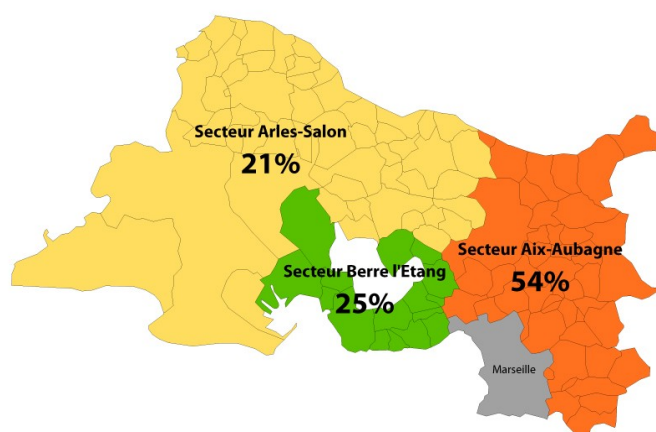 Secteur Arles-Salon
21%
Secteur Aix-Aubagne
54%
Secteur Berre l'Etang
25%
Marseille